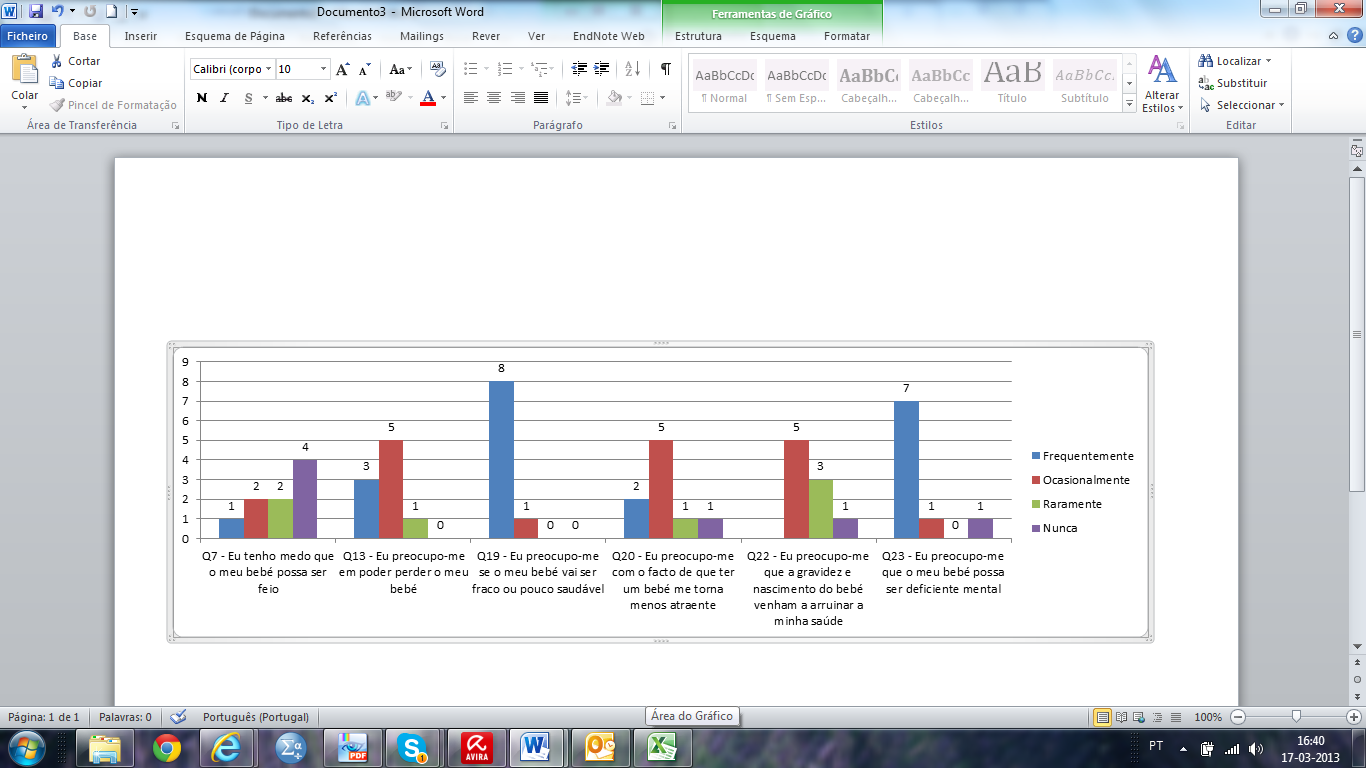 Documento3 - Microsoft Word
Ferramentas de Gráfico
Ficheiro Base Inserir Esquema de Página Referências Mailings Rever Ver EndNote Web Estrutura Esquema Formatar
Colar
Cortar
Copiar
Pincel de Formatação
Área de Transferência
Calibri (corpo 10
N I S abc x₂ x²
Tipo de Letra
Parágrafo
AaBbCcDc AaBbCcDc AaBbC AaBbCc AaB AaBbCc.
¶ Normal ¶ Sem Esp... Cabeçalh... Cabeçalh... Título Subtítulo
Estilos
Alterar
Estilos
Localizar
Substituir
Seleccionar
Editar
9
8
7
6
5
4
3
2
1
0
1 2 2 4
3 5 1 0
8 1 0 0
2 5 1 1
5 3 1
7 1 0 1
Q7 - Eu tenho medo que
o meu bebé possa ser
feio
Q13 - Eu preocupo-me
em poder perder o meu
bebé
Q19 - Eu preocupo-me
se o meu bebé vai ser
fraco ou pouco saudável
Q20 - Eu preocupo-me
com o facto de que ter
um bebé me torna
menos atraente
Q22 - Eu preocupo-me
que a gravidez e
nascimento do bebé
venham a arruinar a
minha saúde
Q23 - Eu preocupo-me
que o meu bebé possa
ser deficiente mental
Frequentemente
Ocasionalmente
Raramente
Nunca
Página: 1 de 1 Palavras: 0 Português (Portugal) 100%
Área do Gráfico
PDF
AVIRA
PT
16:40
17-03-2013